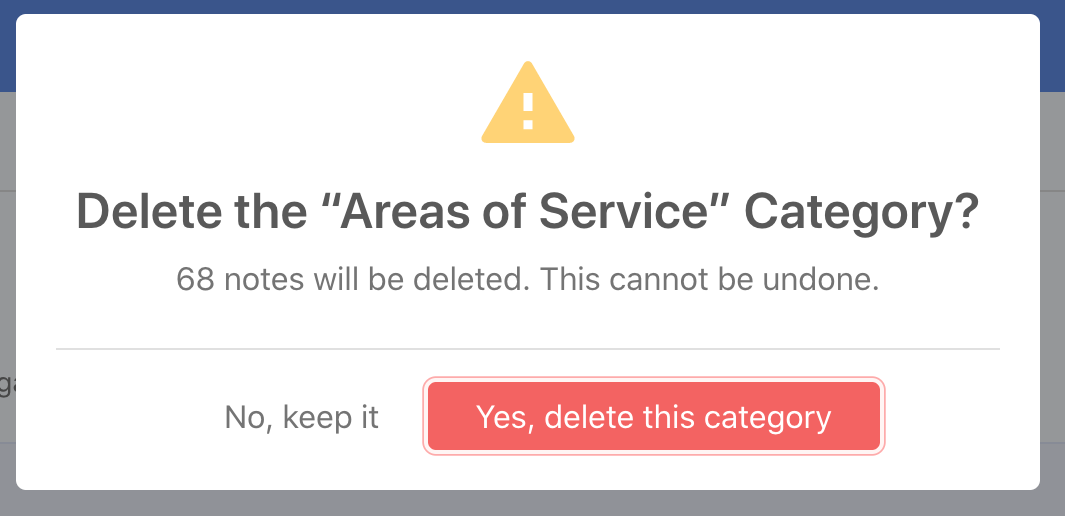 Delete the “Areas of Service” Category?
68 notes will be deleted. This cannot be undone.
No, keep it
Yes, delete this category